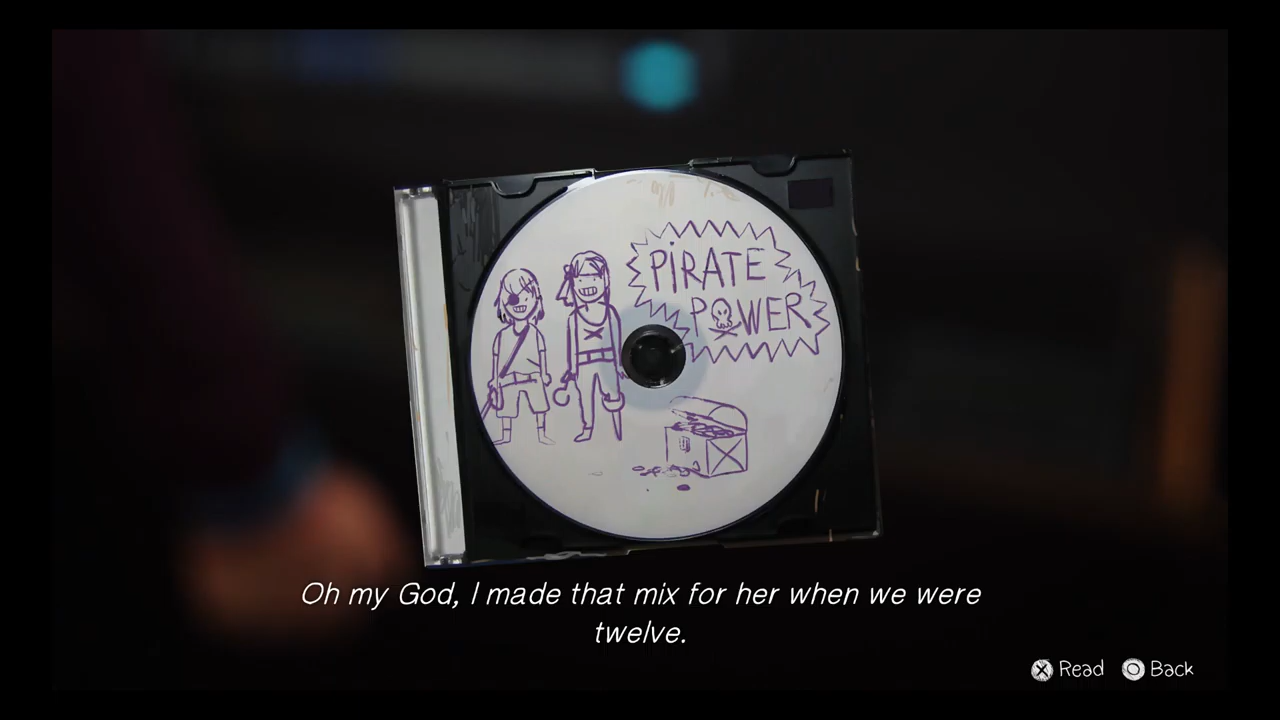 PiRATE
POWER
Oh my God, I made that mix for her when we were
twelve.
Read Back